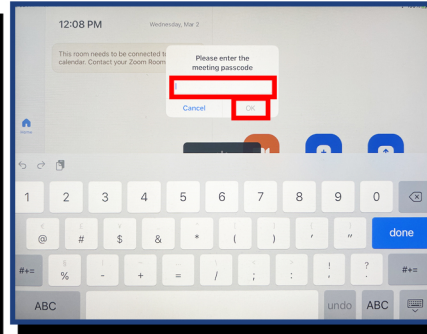 12:08 PM
Wednesday, Mar 2
This room needs to be connected to
calendar. Contact your Zoom Room
Please enter the
meeting passcode
Cancel
OK
Home
1 2 3 4 5 6 7 8 9 0
@ # $ & * ( ) ' "
done
#+= % - + = / ; : ! ? #+=
, .
ABC
undo
ABC